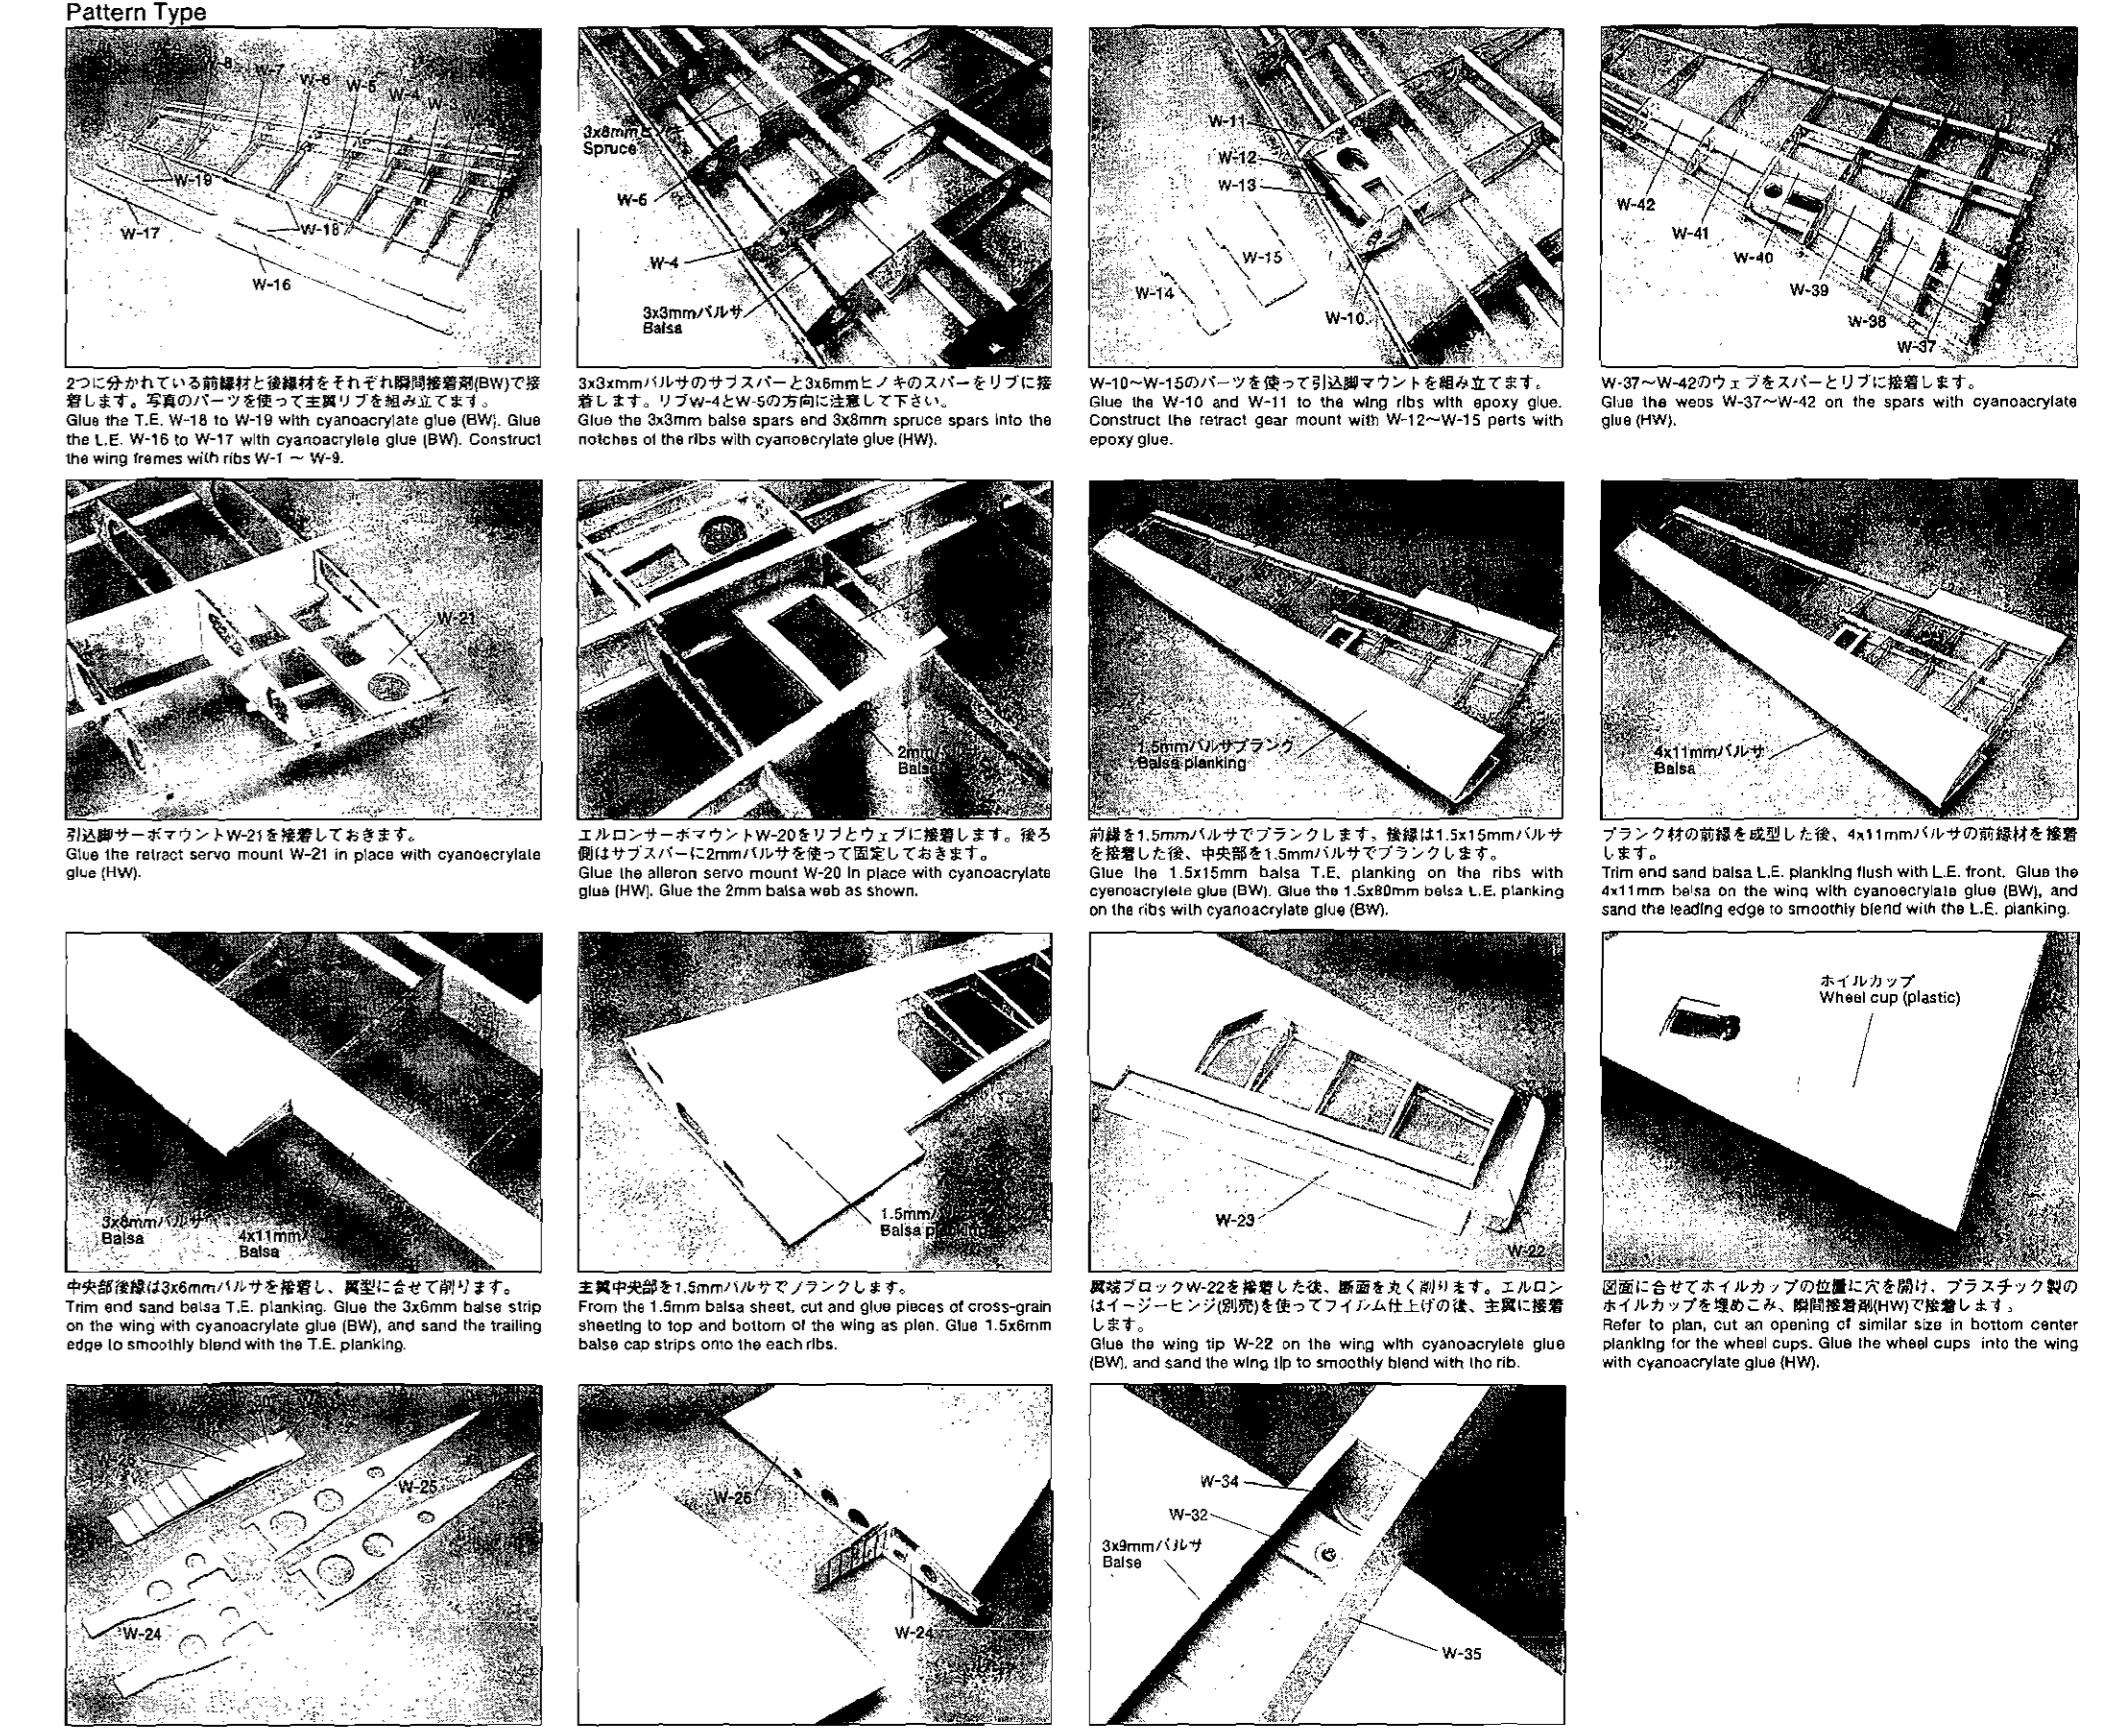 Pattern Type
W-8
W-7
W-6
W-5
W-4
W-3
W-19
W-17
W-18
W-16
3x8mmヒ
Spruce
W-6
W-4
3x3mmバルサ
Balsa
W-11
W-12
W-13
W-15
W-14
W-10
W-42
W-41
W-40
W-39
W-38
W-37
2つに分かれている前縁材と後縁材をそれぞれ瞬間接着剤(BW)で接
着します。写真のパーツを使って主翼リブを組み立てます。
Glue the T.E. W-18 to W-19 with cyanoacrylate glue (BW). Glue
the L.E. W-16 to W-17 with cyanoacrylele glue (BW). Construct
the wing fremes with ribs W-1 ～ W-9.
3x3xmmバルサのサブスパーと3x6mmヒノキのスパーをリブに接
着します。リブW-4とW-5の方向に注意して下さい。
Glue the 3x3mm balse spars end 3x8mm spruce spars into the
notches of the ribs with cyanoecrylate glue (HW).
W-10～W-15のパーツを使って引込脚マウントを組み立てます。
Glue the W-10 and W-11 to the wing ribs with epoxy glue.
Construct the retract gear mount with W-12～W-15 perts with
epoxy glue.
W-37～W-42のウェブをスパーとリブに接着します。
Glue the weos W-37～W-42 on the spars with cyanoacrylate
glue (HW).
W-21
2mm
Balsa
1.5mmバルサプランク
Balsa planking
4x11mmバルサ
Balsa
引込脚サーボマウントW-21を接着しておきます。
Glue the retract servo mount W-21 in place with cyanoecrylate
glue (HW).
エルロンサーボマウントW-20をリブとウェブに接着します。後ろ
側はサブスパーに2mmバルサを使って固定しておきます。
Glue the alleron servo mount W-20 in place with cyanoacrylate
glue (HW). Glue the 2mm balsa web as shown.
前縁を1.5mmバルサでプランクします。後縁は1.5x15mmバルサ
を接着した後、中央部を1.5mmバルサでプランクします。
Glue the 1.5x15mm balsa T.E. planking on the ribs with
cyenoacrylele glue (BW). Glue the 1.5x80mm belsa L.E. planking
on the ribs with cyanoacrylate glue (BW).
プランク材の前縁を成型した後、4x11mmバルサの前縁材を接着
します。
Trim end sand balsa L.E. planking flush with L.E. front. Glue the
4x11mm belsa on the wing with cyanoecrylate glue (BW), and
sand the leading edge to smoothly blend with the L.E. planking.
3x6mmバルサ
Balsa
4x11mm
Balsa
1.5mm
Balsa
W-23
W-22
ホイルカップ
Wheel cup (plastic)
中央部後縁は3x6mmバルサを接着し、翼型に合せて削ります。
Trim end sand belsa T.E. planking. Glue the 3x6mm balse strip
on the wing with cyanoacrylate glue (BW), and sand the trailing
edge to smoothly blend with the T.E. planking.
主翼中央部を1.5mmバルサでプランクします。
From the 1.5mm balsa sheet, cut and glue pieces of cross-grain
sheeting to top and bottom of the wing as plen. Glue 1.5x6mm
balse cap strips onto the each ribs.
翼端ブロックW-22を接着した後、断面を丸く削ります。エルロン
はイージーヒンジ(別売)を使ってフイルム仕上げの後、主翼に接着
します。
Glue the wing tip W-22 on the wing with cyanoacrylete glue
(BW), and sand the wing tip to smoothly blend with the rib.
図面に合せてホイルカップの位置に穴を開け、プラスチック製の
ホイルカップを埋めこみ、瞬間接着剤(HW)で接着します。
Refer to plan, cut an opening of similar size in bottom center
planking for the wheel cups. Glue the wheel cups into the wing
with cyanoacrylate glue (HW).
W-25
W-24
W-24
W-34
W-32
3x9mmバルサ
Balse
W-35